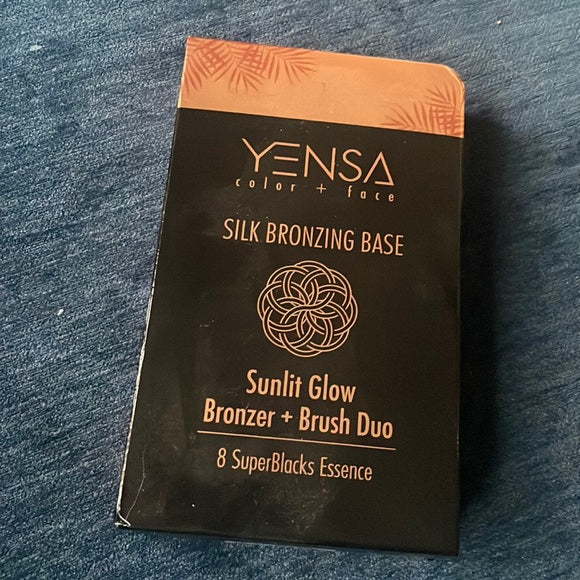 YENSA
color + face
SILK BRONZING BASE
Sunlit Glow
Bronzer + Brush Duo
8 SuperBlacks Essence